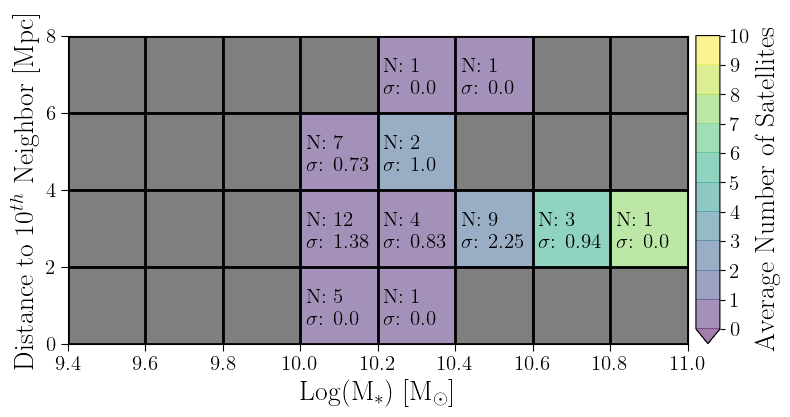 8
6
4
2
0
Distance to 10th Neighbor [Mpc]
N: 1
σ: 0.0
N: 1
σ: 0.0
N: 7
σ: 0.73
N: 2
σ: 1.0
N: 12
σ: 1.38
N: 4
σ: 0.83
N: 9
σ: 2.25
N: 3
σ: 0.94
N: 1
σ: 0.0
N: 5
σ: 0.0
N: 1
σ: 0.0
9.4 9.6 9.8 10.0 10.2 10.4 10.6 10.8 11.0
Log(M*) [M⊙]
10
9
8
7
6
5
4
3
2
1
0
Average Number of Satellites